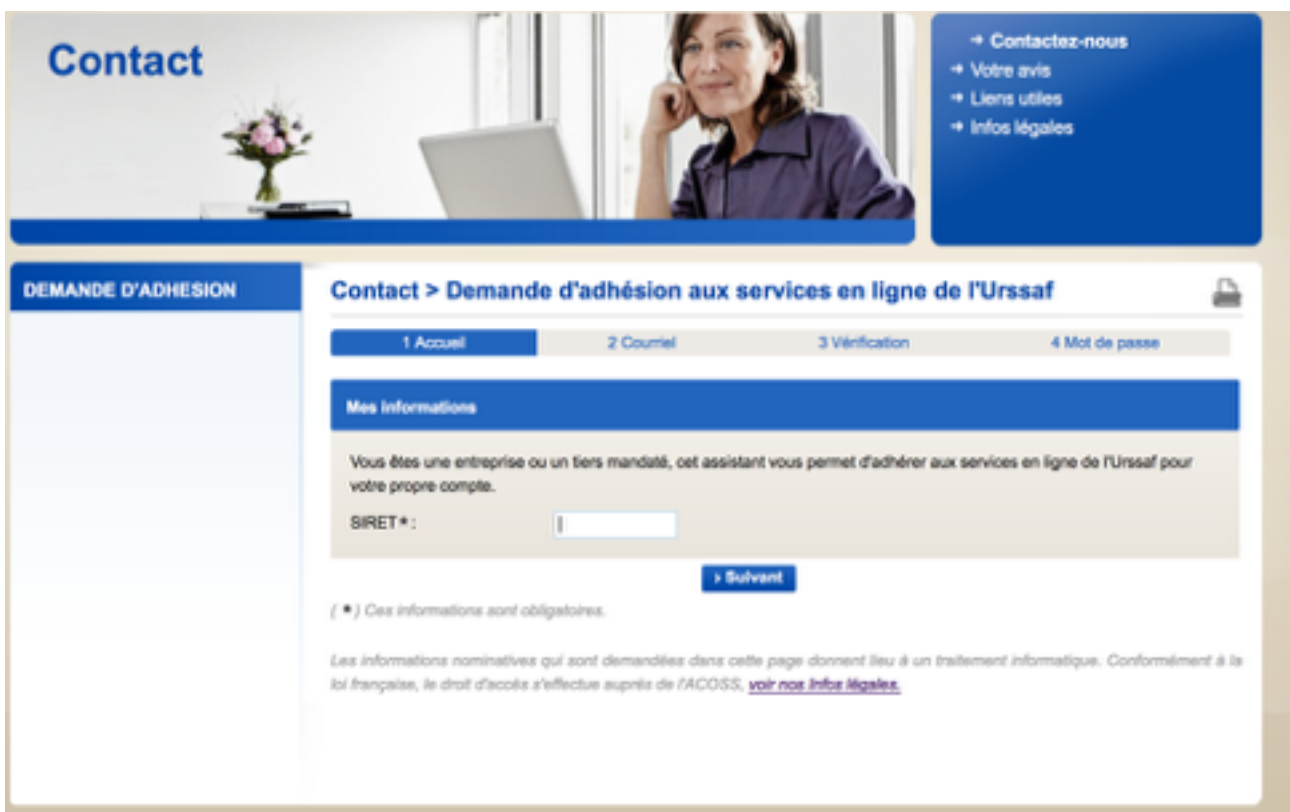 Contact
→ Contactez-nous
→ Votre avis
→ Liens utiles
→ Infos légales
DEMANDE D'ADHESION
Contact > Demande d'adhésion aux services en ligne de l'Urssaf
1 Accueil
2 Courriel
3 Vérification
4 Mot de passe
Mes informations
Vous êtes une entreprise ou un tiers mandaté, cet assistant vous permet d'adhérer aux services en ligne de l'Urssaf pour
votre propre compte.
SIRET * :
› Suivant
( * ) Ces informations sont obligatoires.
Les informations nominatives qui sont demandées dans cette page donnent lieu à un traitement informatique. Conformément à la
loi française, le droit d'accès s'effectue auprès de l'ACOSS, voir nos Infos légales.